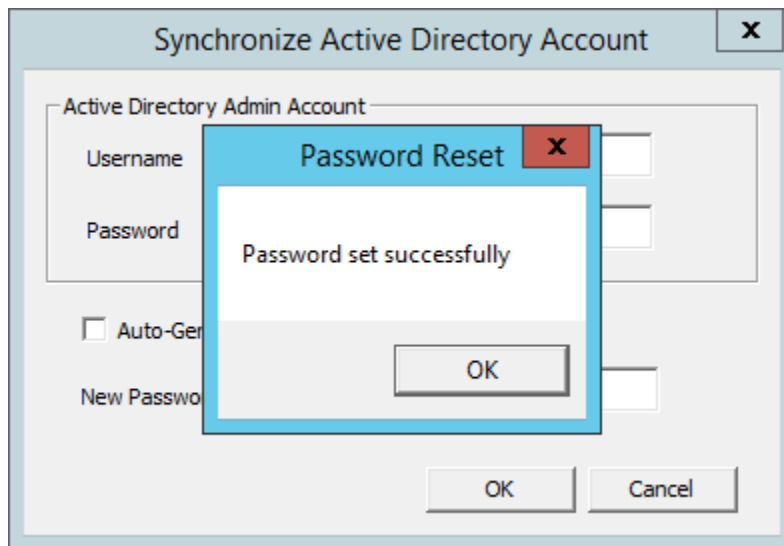 Synchronize Active Directory Account
X
Active Directory Admin Account
Username
Password
Password Reset
X
Password set successfully
OK
Auto-Ger
New Passwo
OK
Cancel